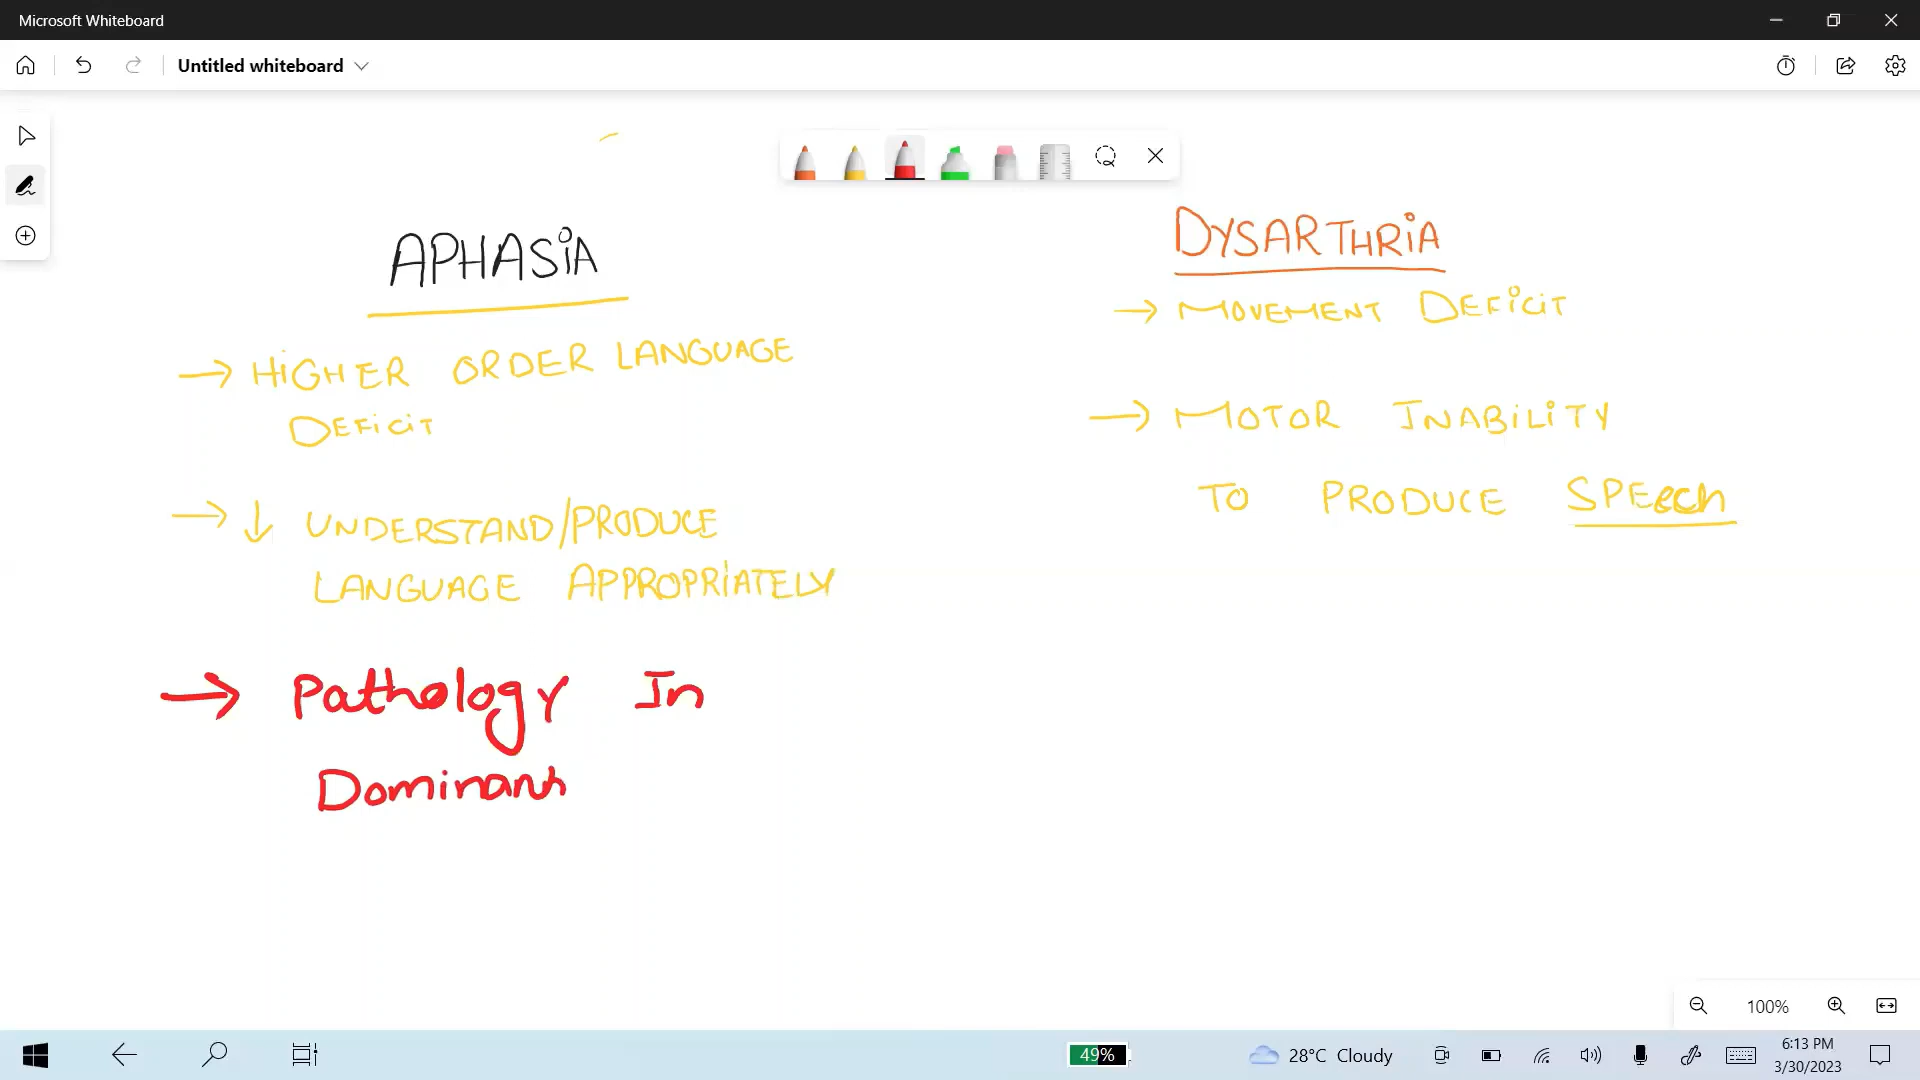 Microsoft Whiteboard
Untitled whiteboard
APHASiA
→ HiGHER ORDER LANGUAGE
DEFiCiT
→ ↓ UNDERSTAND/PRODUCE
LANGUAGE APPROPRiATELY
→ Pathology In
Dominant
DYSARTHRiA
→ MOVEMENT DEFiCiT
→ MOTOR INABiLiTY
TO PRODUCE SPEech
100%
49%
28°C Cloudy
6:13 PM
3/30/2023